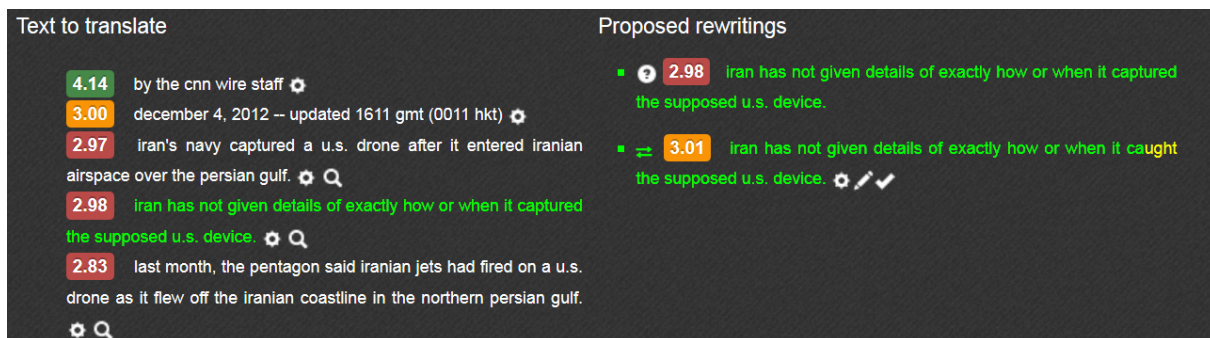 Text to translate
4.14 by the cnn wire staff
3.00 december 4, 2012 -- updated 1611 gmt (0011 hkt)
2.97 iran's navy captured a u.s. drone after it entered iranian
airspace over the persian gulf.
2.98 iran has not given details of exactly how or when it captured
the supposed u.s. device.
2.83 last month, the pentagon said iranian jets had fired on a u.s.
drone as it flew off the iranian coastline in the northern persian gulf.
Proposed rewritings
? 2.98 iran has not given details of exactly how or when it captured
the supposed u.s. device.
3.01 iran has not given details of exactly how or when it caught
the supposed u.s. device.